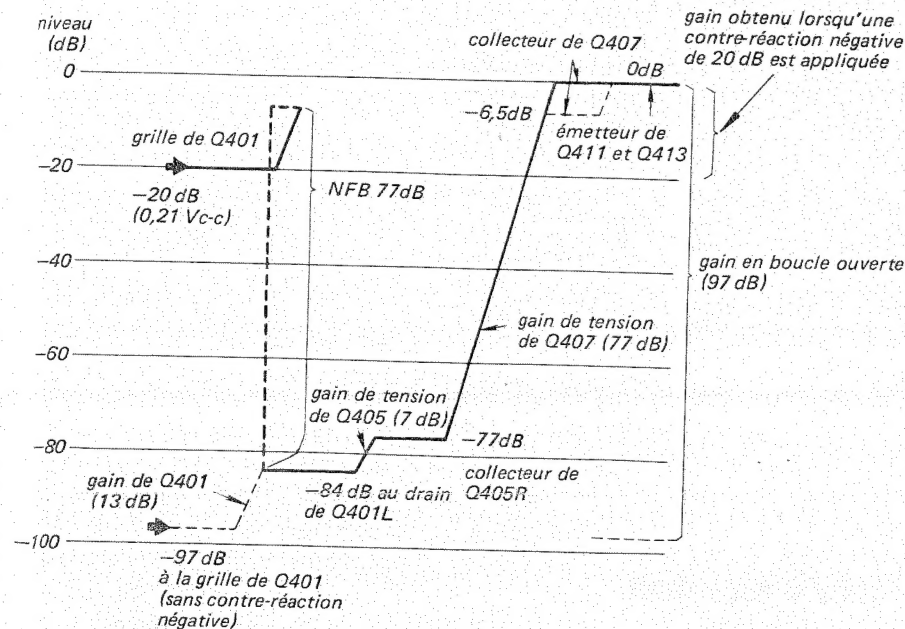 niveau
(dB)
gain obtenu lorsqu'une
contre-réaction négative
de 20 dB est appliquée
collecteur de Q407
0
0dB
−6,5dB
émetteur de
Q411 et Q413
grille de Q401
−20
−20 dB
(0,21 Vc-c)
NFB 77dB
−40
gain en boucle ouverte
(97 dB)
gain de tension
de Q407 (77 dB)
−60
gain de tension
de Q405 (7 dB)
−77dB
−80
collecteur de
Q405R
gain de Q401
(13 dB)
−84 dB au drain
de Q401L
−100
−97 dB
à la grille de Q401
(sans contre-réaction
négative)